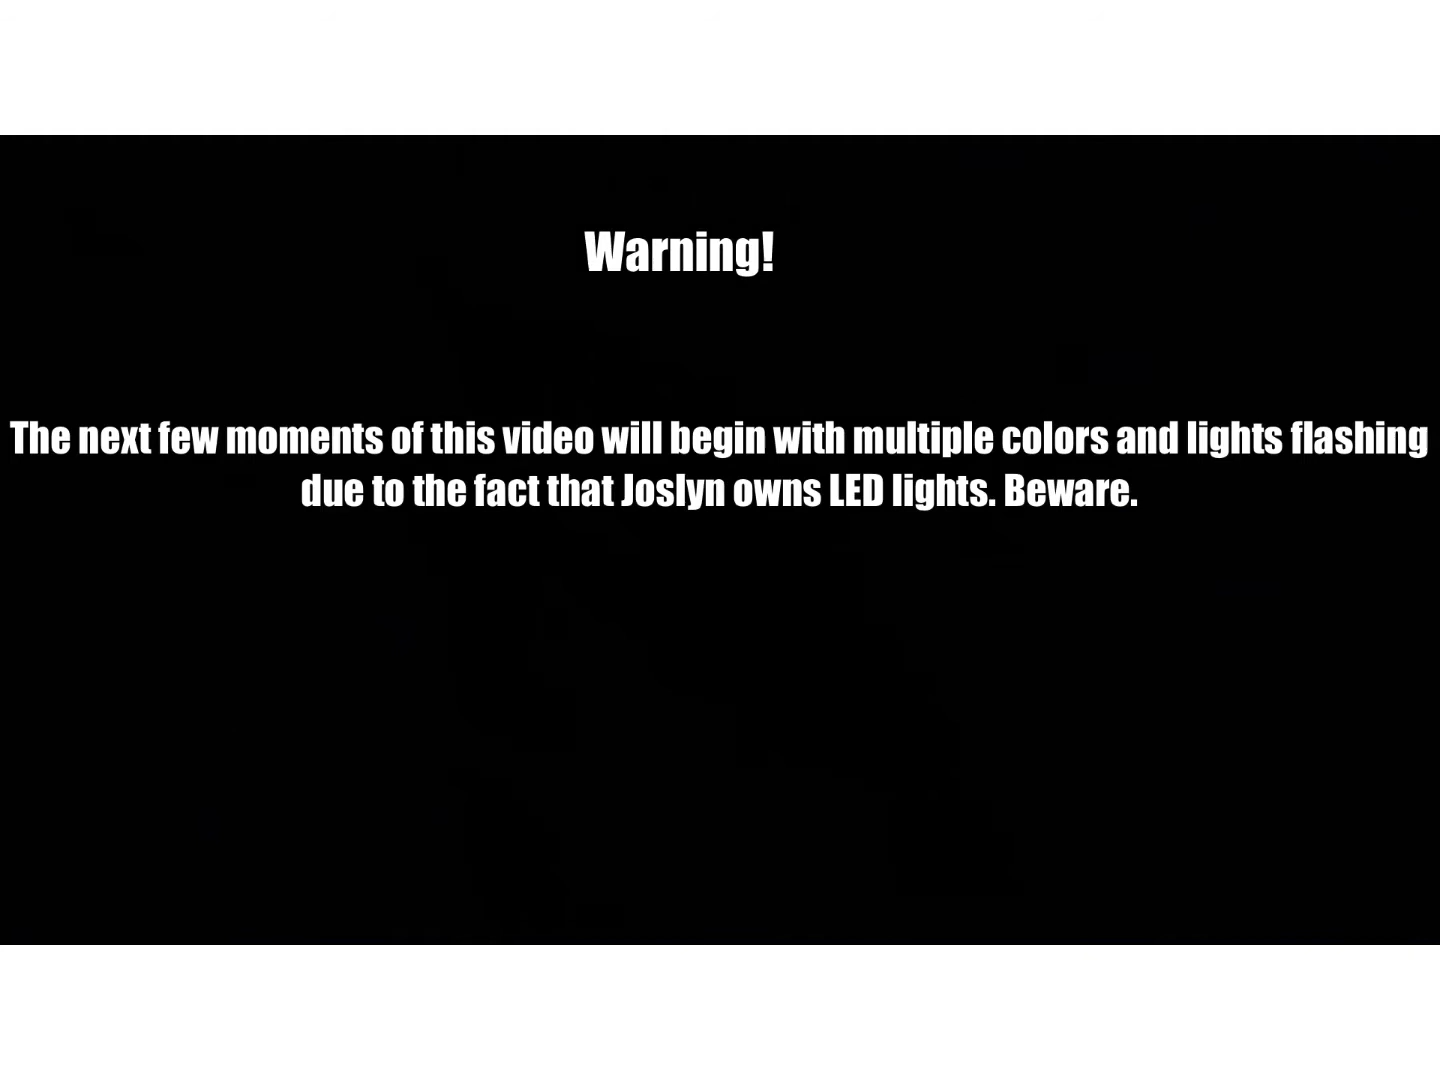 Warning!
The next few moments of this video will begin with multiple colors and lights flashing
due to the fact that Joslyn owns LED lights. Beware.